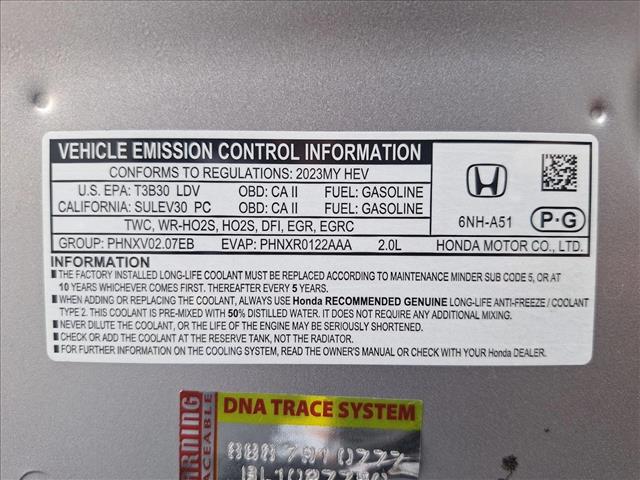 VEHICLE EMISSION CONTROL INFORMATION
CONFORMS TO REGULATIONS: 2023MY HEV
U.S. EPA: T3B30 LDV OBD: CA II FUEL: GASOLINE
CALIFORNIA: SULEV30 PC OBD: CA II FUEL: GASOLINE
TWC, WR-HO2S, HO2S, DFI, EGR, EGRC
GROUP: PHNXV02.07EB EVAP: PHNXR0122AAA 2.0L
6NH-A51 P·G
HONDA MOTOR CO., LTD.
INFORMATION
■THE FACTORY INSTALLED LONG-LIFE COOLANT MUST BE REPLACED ACCORDING TO MAINTENANCE MINDER SUB CODE 5, OR AT
10 YEARS WHICHEVER COMES FIRST. THEREAFTER EVERY 5 YEARS.
■WHEN ADDING OR REPLACING THE COOLANT, ALWAYS USE Honda RECOMMENDED GENUINE LONG-LIFE ANTI-FREEZE / COOLANT
TYPE 2. THIS COOLANT IS PRE-MIXED WITH 50% DISTILLED WATER. IT DOES NOT REQUIRE ANY ADDITIONAL MIXING.
■NEVER DILUTE THE COOLANT, OR THE LIFE OF THE ENGINE MAY BE SERIOUSLY SHORTENED.
■CHECK OR ADD THE COOLANT AT THE RESERVE TANK, NOT THE RADIATOR.
■FOR FURTHER INFORMATION ON THE COOLING SYSTEM, READ THE OWNER'S MANUAL OR CHECK WITH YOUR Honda DEALER.
DNA TRACE SYSTEM